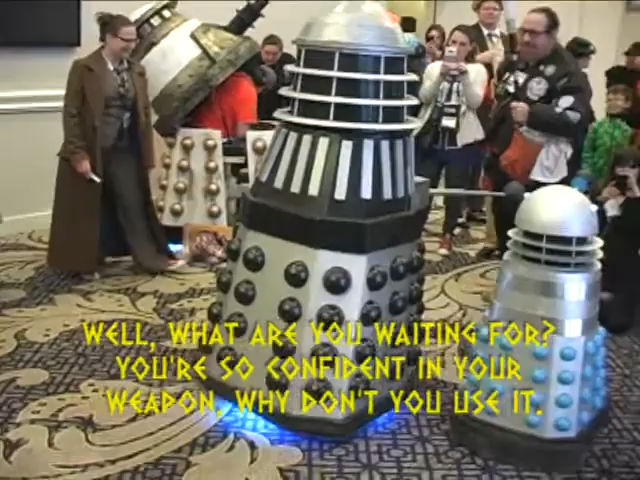 WELL, WHAT ARE YOU WAITING FOR?
YOU'RE SO CONFIDENT IN YOUR
WEAPON, WHY DON'T YOU USE IT.